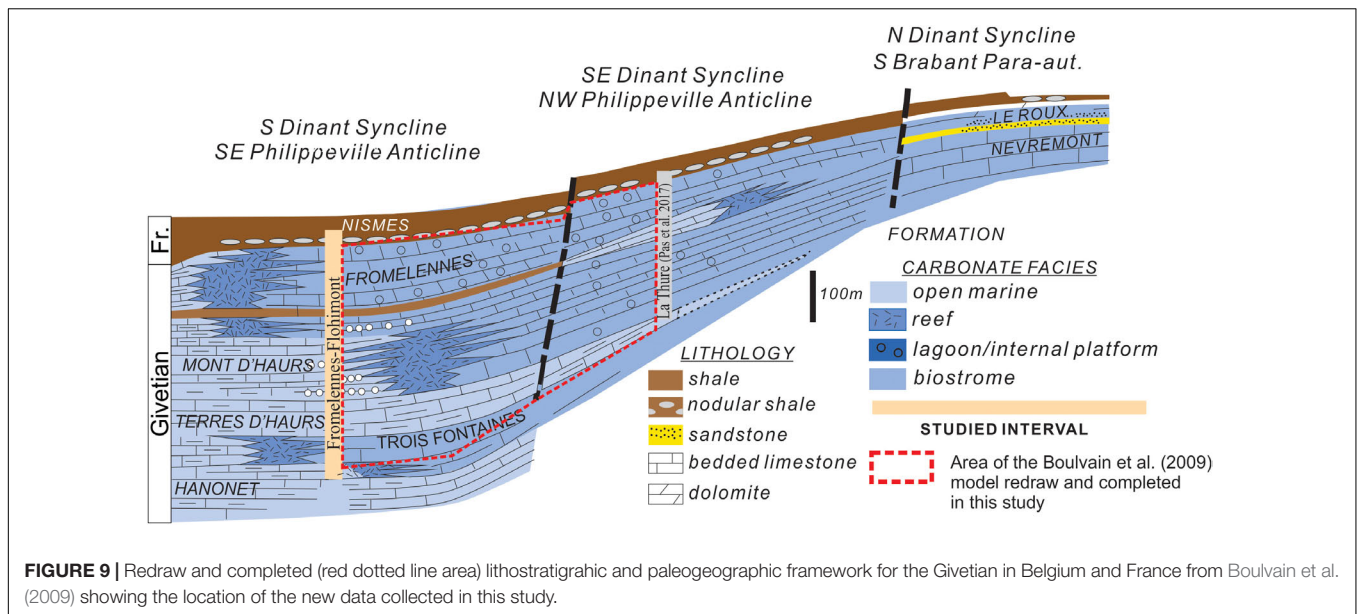 N Dinant Syncline
S Brabant Para-aut.
SE Dinant Syncline
NW Philippeville Anticline
S Dinant Syncline
SE Philippeville Anticline
LE ROUX
NEVREMONT
Fr.
NISMES
FROMELENNES
La Thure (Pas et al. 2017)
Givetian
Fromelennes-Flohimont
MONT D'HAURS
TERRES D'HAURS
TROIS FONTAINES
HANONET
100m
LITHOLOGY
shale
nodular shale
sandstone
bedded limestone
dolomite
FORMATION
CARBONATE FACIES
open marine
reef
lagoon/internal platform
biostrome
STUDIED INTERVAL
Area of the Boulvain et al. (2009)
model redraw and completed
in this study
FIGURE 9 | Redraw and completed (red dotted line area) lithostratigrahic and paleogeographic framework for the Givetian in Belgium and France from Boulvain et al.
(2009) showing the location of the new data collected in this study.